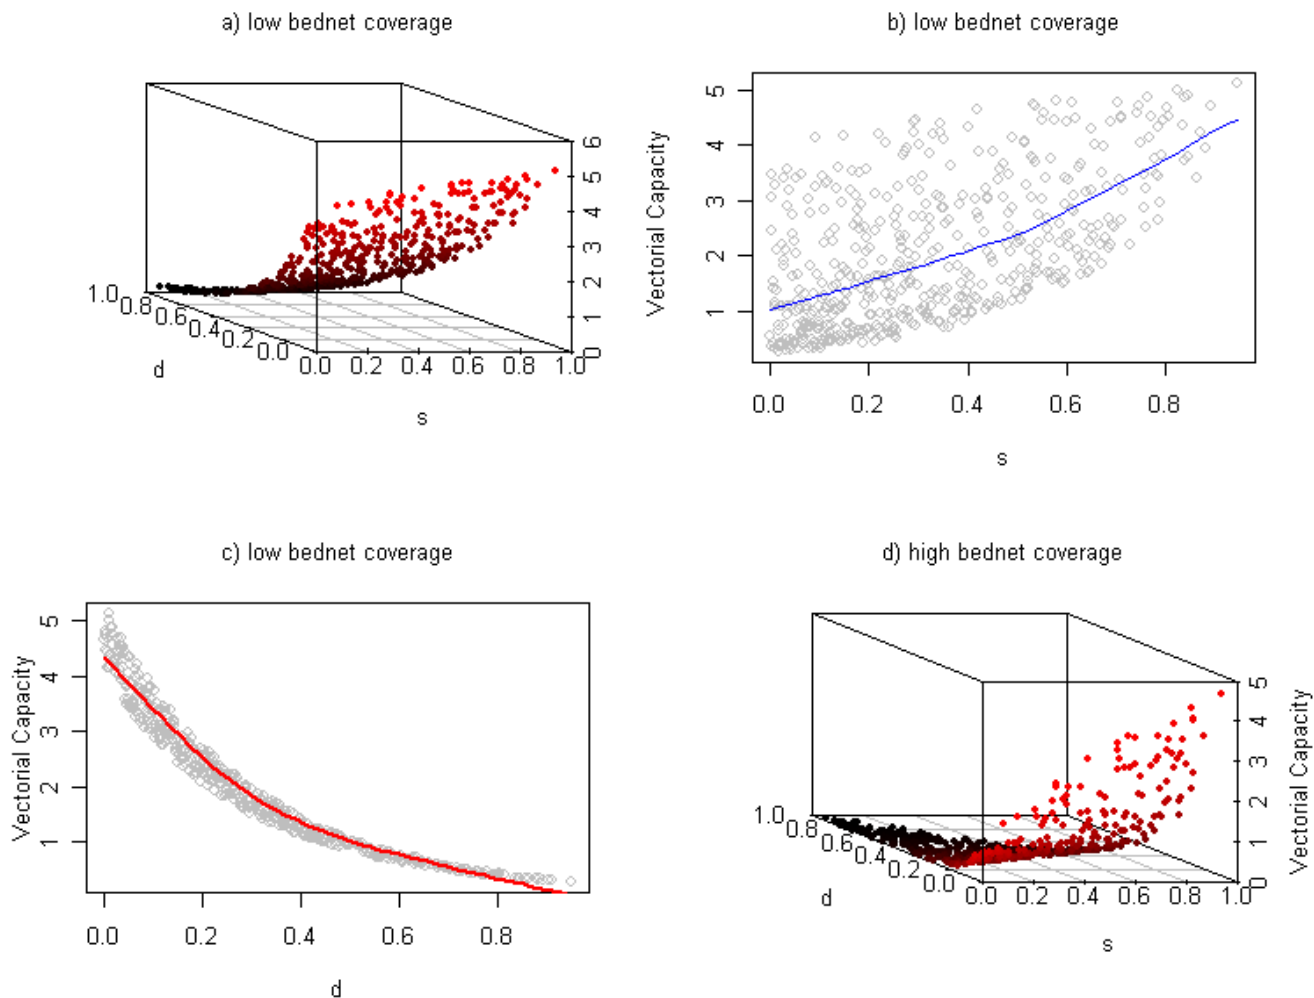 a) low bednet coverage
6
5
4
3
2
1
0
Vectorial Capacity
1.0
0.8
0.6
0.4
0.2
0.0
d
0.0 0.2 0.4 0.6 0.8 1.0
s
b) low bednet coverage
5
4
3
2
1
0.0 0.2 0.4 0.6 0.8
s
c) low bednet coverage
Vectorial Capacity
5
4
3
2
1
0.0 0.2 0.4 0.6 0.8
d
d) high bednet coverage
5
4
3
2
1
0
Vectorial Capacity
1.0
0.8
0.6
0.4
0.2
0.0
d
0.0 0.2 0.4 0.6 0.8 1.0
s